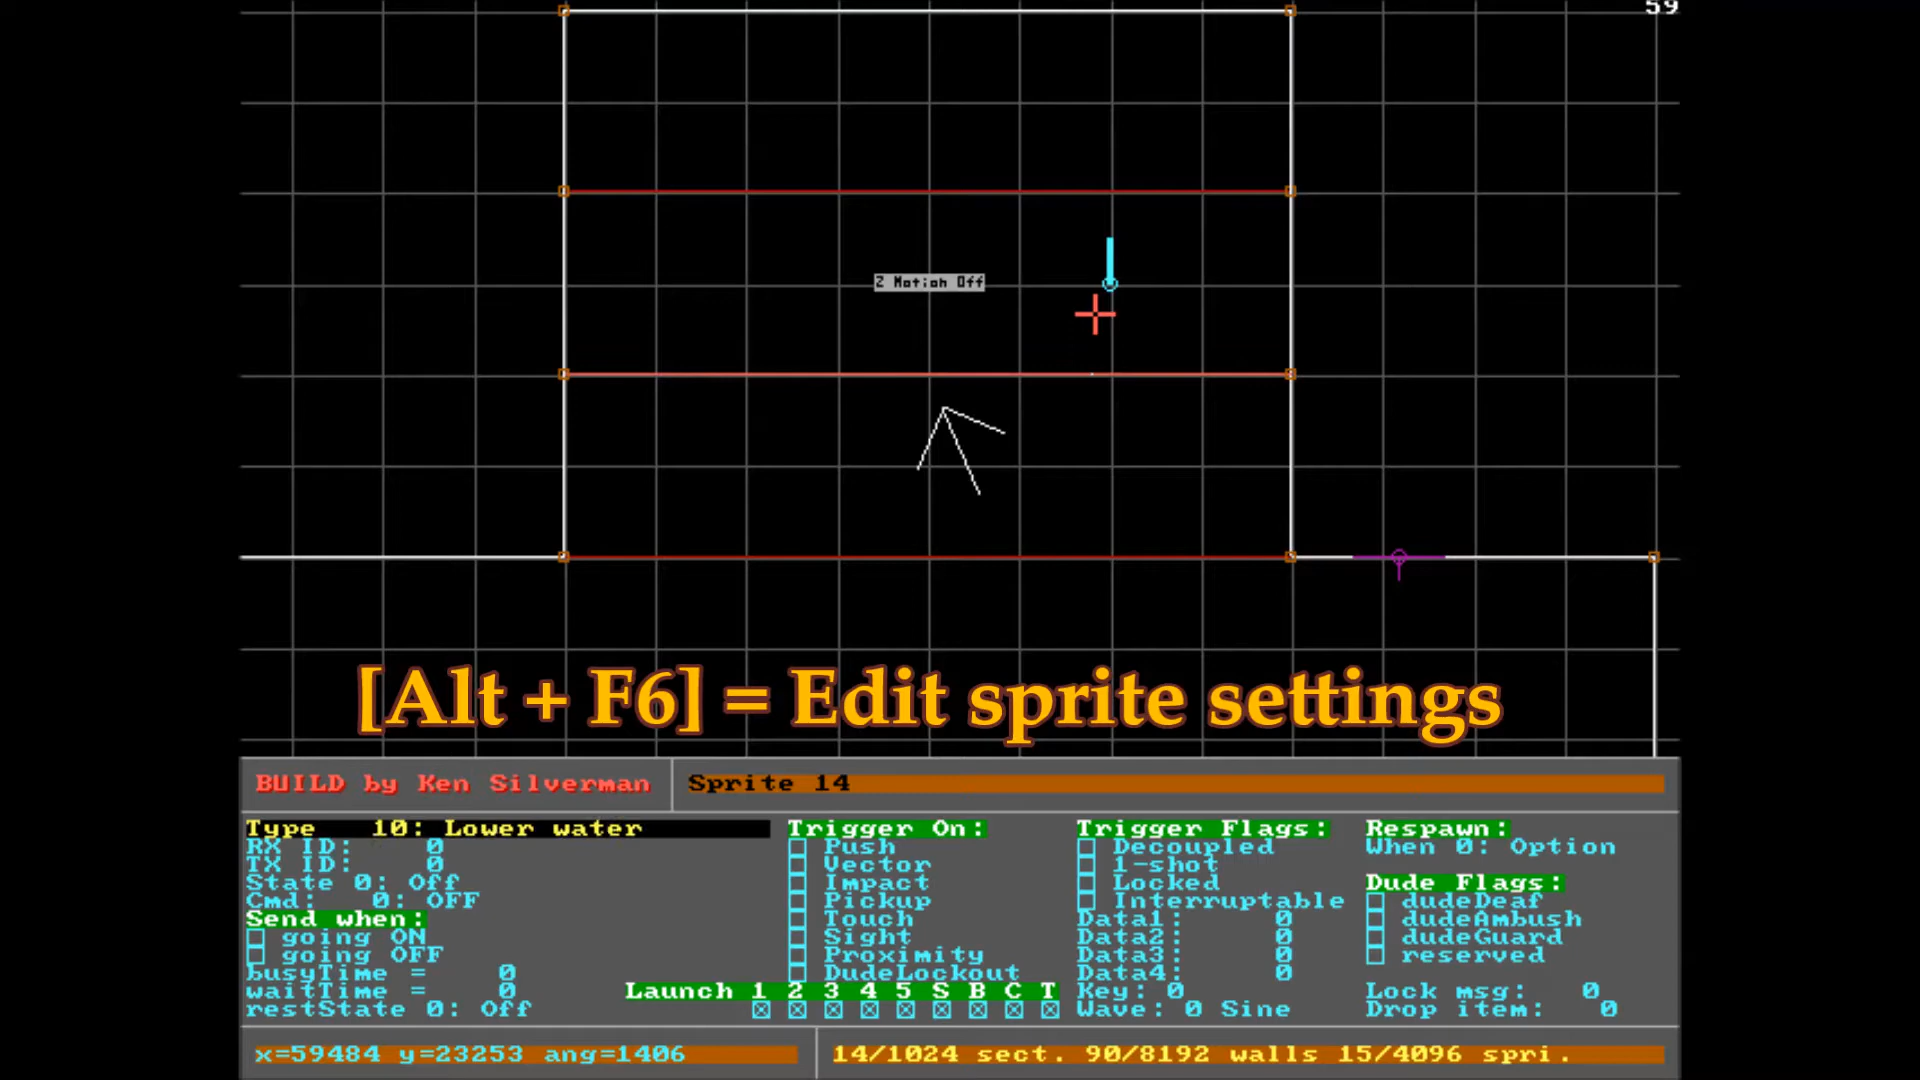 59
Z Motion Off
[Alt + F6] = Edit sprite settings
BUILD by Ken Silverman
Sprite 14
Type 10: Lower water
RX ID: 0
TX ID: 0
State 0: Off
Cmd: 0: OFF
Send when:
going ON
going OFF
busyTime = 0
waitTime = 0
restState 0: Off
Trigger On:
Push
Vector
Impact
Pickup
Touch
Sight
Proximity
DudeLockout
Launch 1 2 3 4 5 S B C T
Trigger Flags:
Decoupled
1-shot
Locked
Interruptable
Data1: 0
Data2: 0
Data3: 0
Data4: 0
Key: 0
Wave: 0 Sine
Respawn:
When 0: Option
Dude Flags:
dudeDeaf
dudeAmbush
dudeGuard
reserved
Lock msg: 0
Drop item: 0
x=59484 y=23253 ang=1406
14/1024 sect. 90/8192 walls 15/4096 spri.